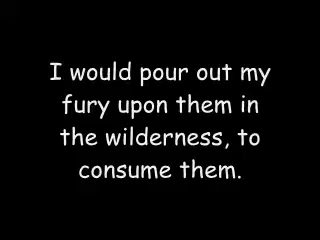 I would pour out my
fury upon them in
the wilderness, to
consume them.